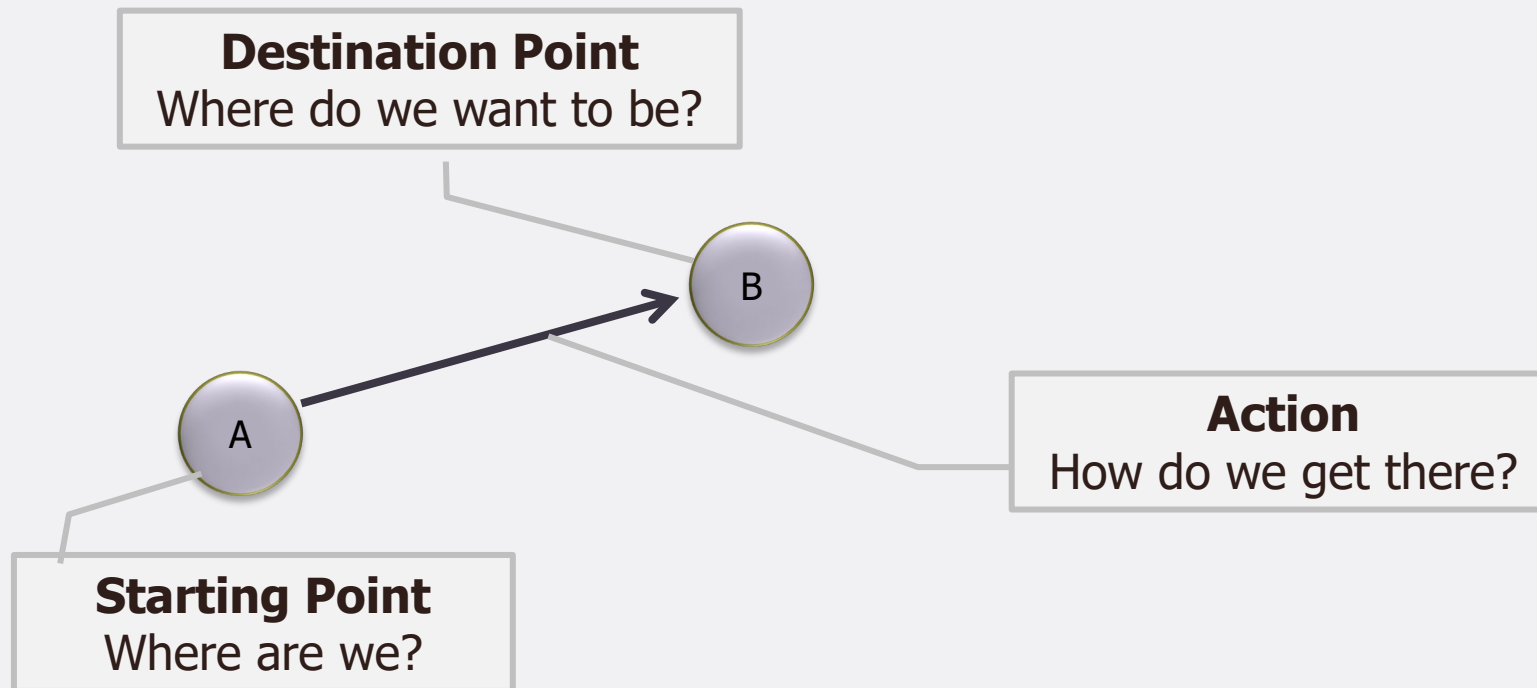 Destination Point
Where do we want to be?
B
A
Action
How do we get there?
Starting Point
Where are we?